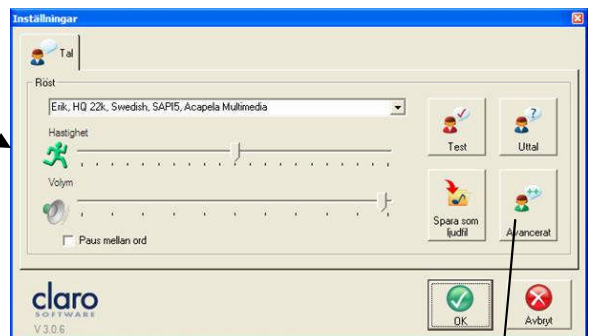 Inställningar
Tal
Röst
Erik, HQ 22k, Swedish, SAPI5, Acapela Multimedia
Hastighet
Volym
Paus mellan ord
Test
Uttal
Spara som
ljudfil
Avancerat
claro
SOFTWARE
V 3.0.6
OK
Avbryt